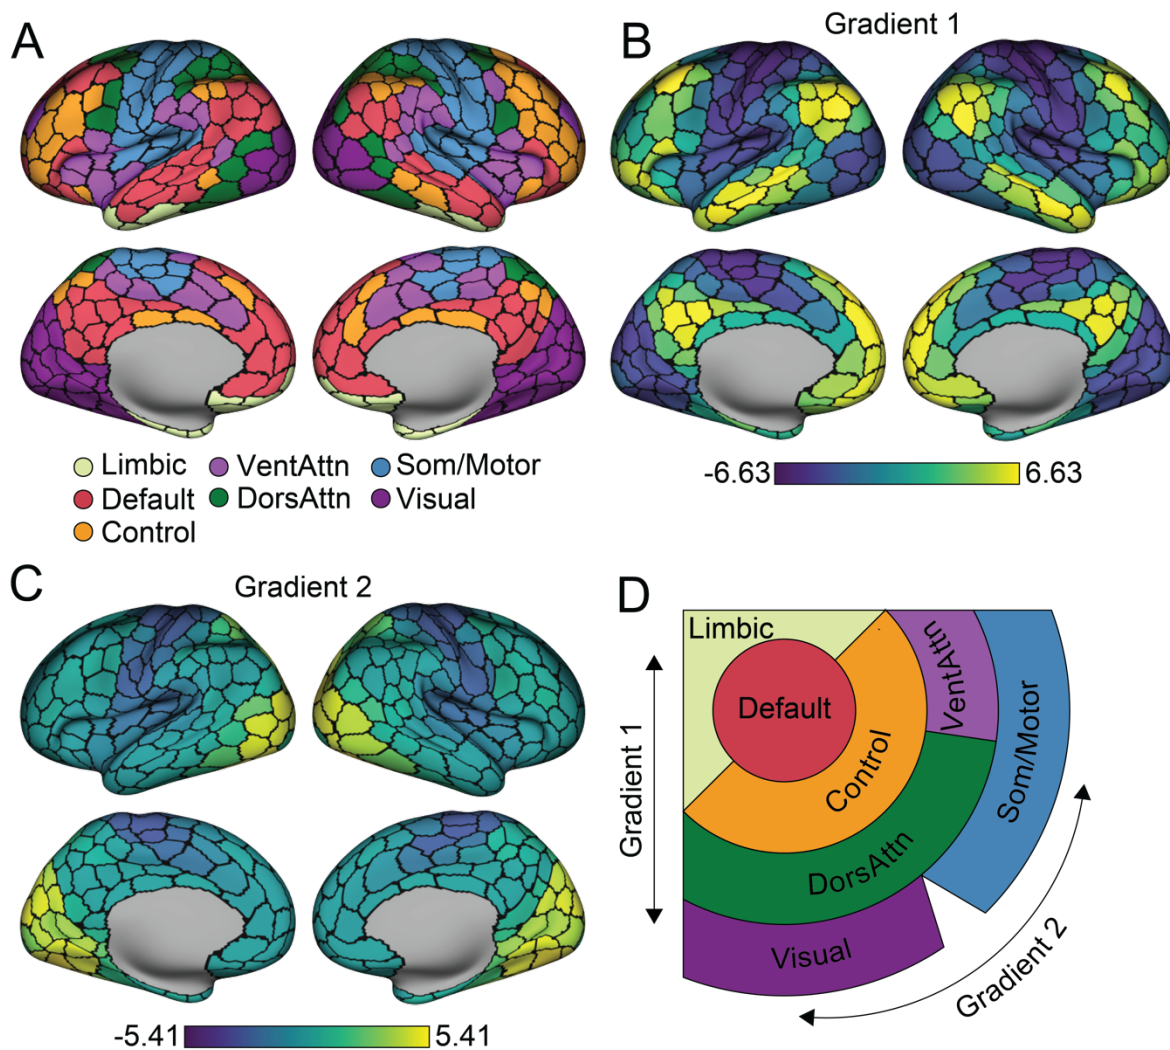 A
B
Gradient 1
Limbic
VentAttn
Som/Motor
Default
DorsAttn
Visual
Control
-6.63
6.63
C
Gradient 2
-5.41
5.41
D
Limbic
Default
Control
VentAttn
DorsAttn
Som/Motor
Visual
Gradient 1
Gradient 2